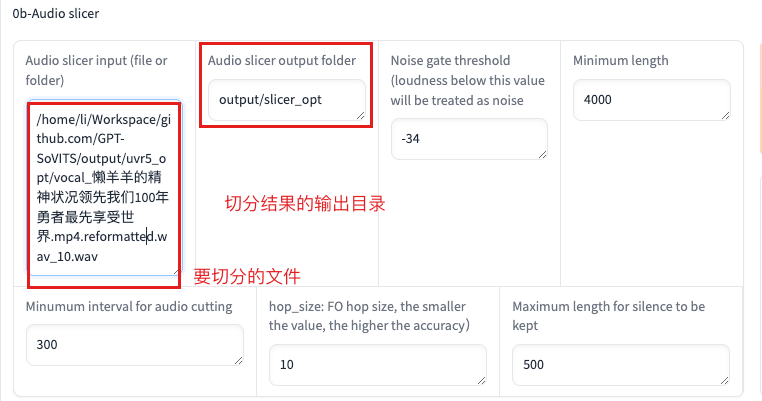 0b-Audio slicer
Audio slicer input (file or
folder)
/home/li/Workspace/gi
thub.com/GPT-
SoVITS/output/uvr5_o
pt/vocal_懒羊羊的精
神状况领先我们100年
勇者最先享受世
界.mp4.reformatted.w
av_10.wav
Audio slicer output folder
output/slicer_opt
Noise gate threshold
(loudness below this value
will be treated as noise
-34
Minimum length
4000
切分结果的输出目录
要切分的文件
Minumum interval for audio cutting
300
hop_size: FO hop size, the smaller
the value, the higher the accuracy）
10
Maximum length for silence to be
kept
500